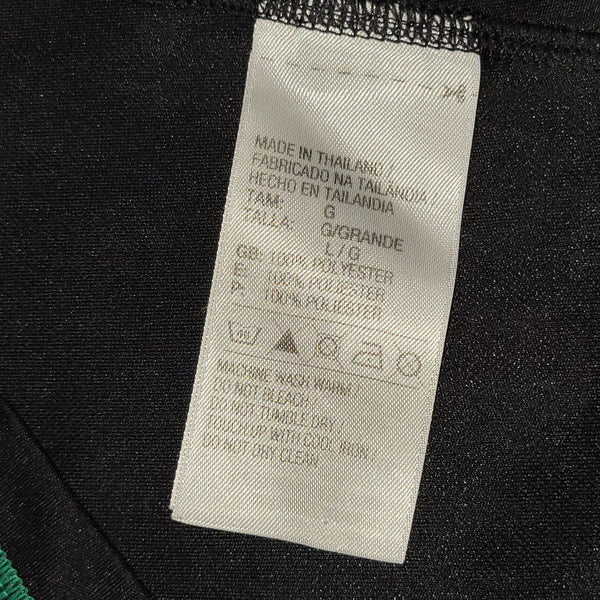 MADE IN THAILAND /
FABRICADO NA TAILANDIA
HECHO EN TAILANDIA
TAM: G
TALLA: G/GRANDE
L / G
GB: 100% POLYESTER
E: 100% POLIESTER
P: 100% POLIESTER
40
MACHINE WASH WARM /
DO NOT BLEACH /
DO NOT TUMBLE DRY /
TOUCH UP WITH COOL IRON /
DO NOT DRY CLEAN